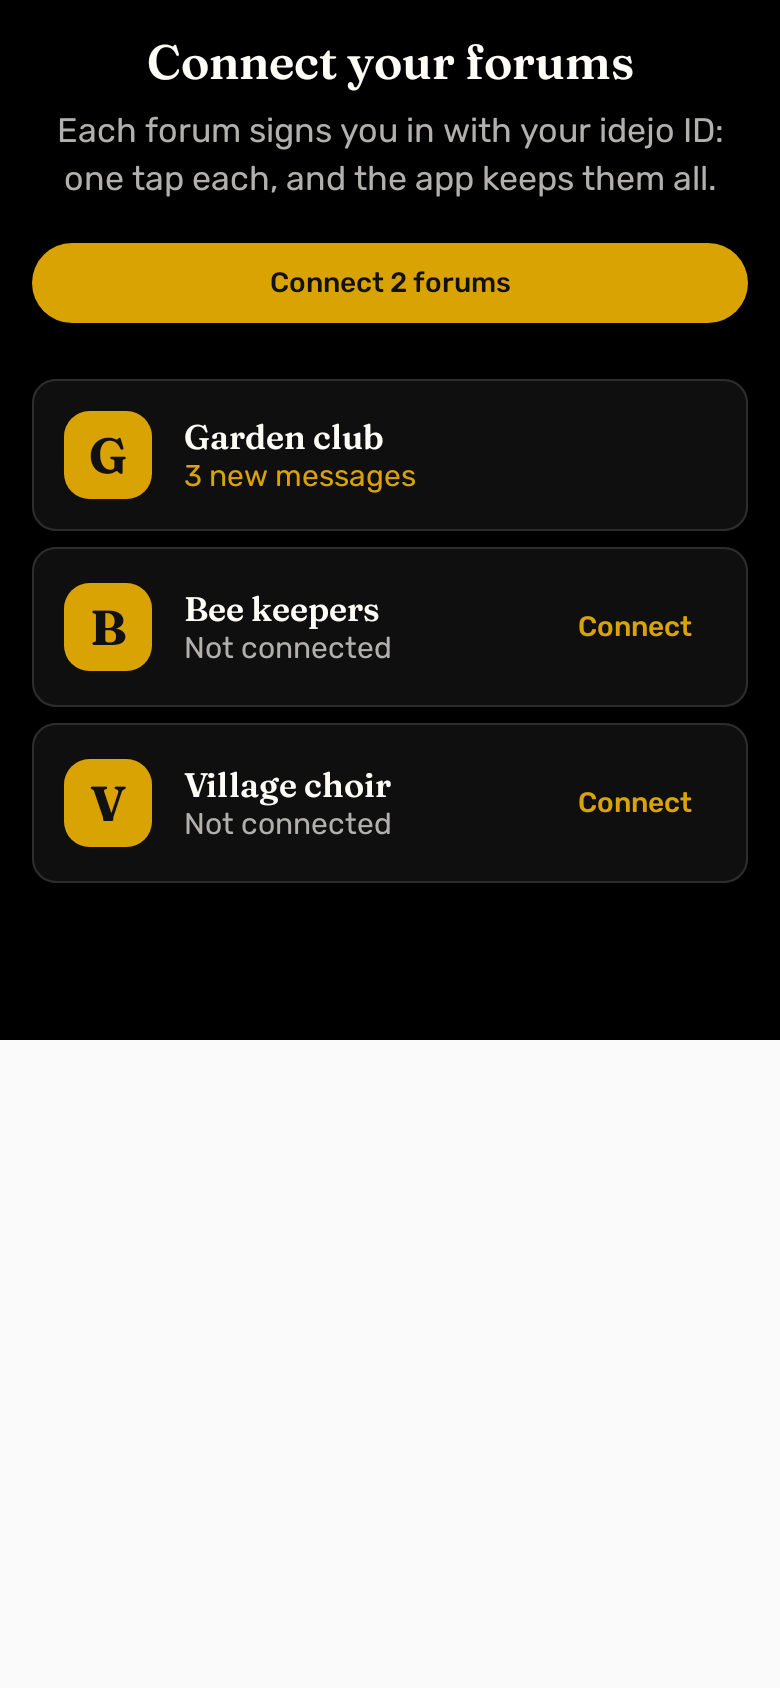 Connect your forums
Each forum signs you in with your idejo ID:
one tap each, and the app keeps them all.
Connect 2 forums
G
Garden club
3 new messages
B
Bee keepers
Not connected
Connect
V
Village choir
Not connected
Connect